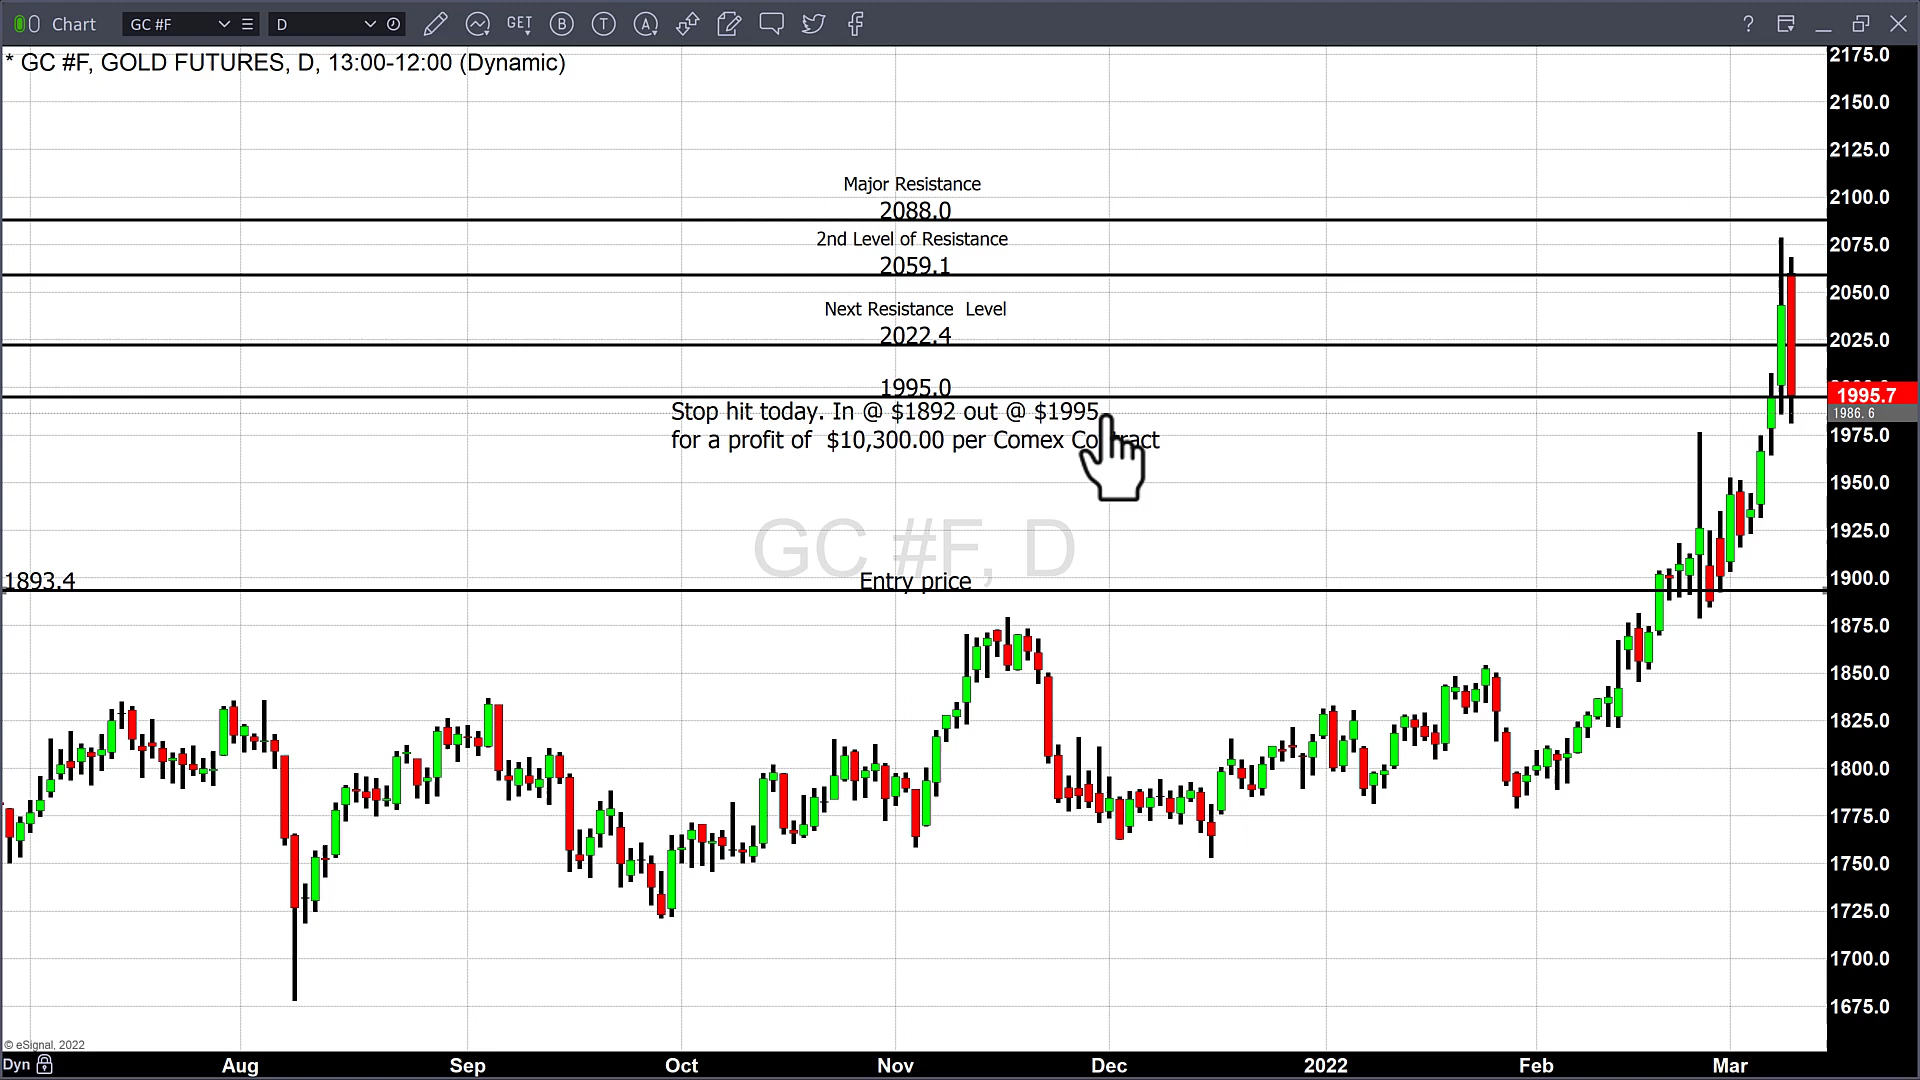 Chart GC #F D GET B T A ?
* GC #F, GOLD FUTURES, D, 13:00-12:00 (Dynamic)
2175.0
2150.0
2125.0
Major Resistance
2100.0
2088.0
2nd Level of Resistance
2075.0
2059.1
2050.0
Next Resistance Level
2022.4
2025.0
1995.0
1995.7
Stop hit today. In @ $1892 out @ $1995
1986.6
for a profit of $10,300.00 per Comex Contract
1975.0
1950.0
1925.0
GC #F, D
1893.4 Entry price
1900.0
1875.0
1850.0
1825.0
1800.0
1775.0
1750.0
1725.0
1700.0
1675.0
© eSignal, 2022
Dyn Aug Sep Oct Nov Dec 2022 Feb Mar